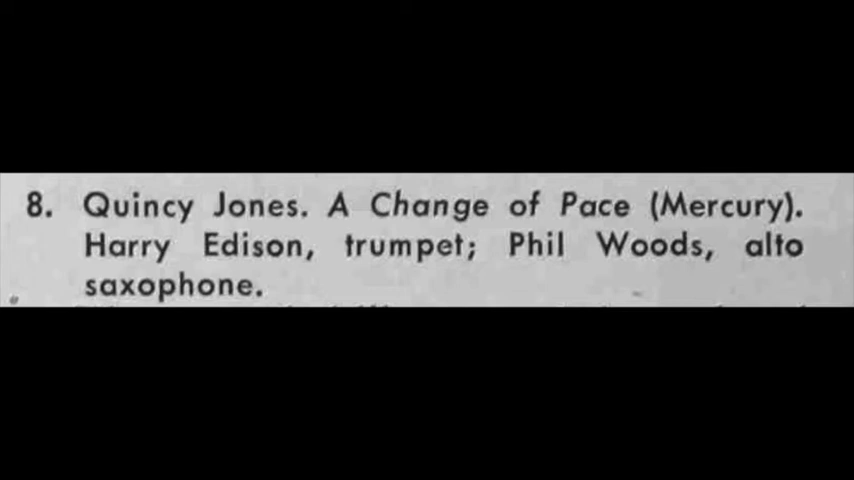 8. Quincy Jones. A Change of Pace (Mercury).
Harry Edison, trumpet; Phil Woods, alto
saxophone.